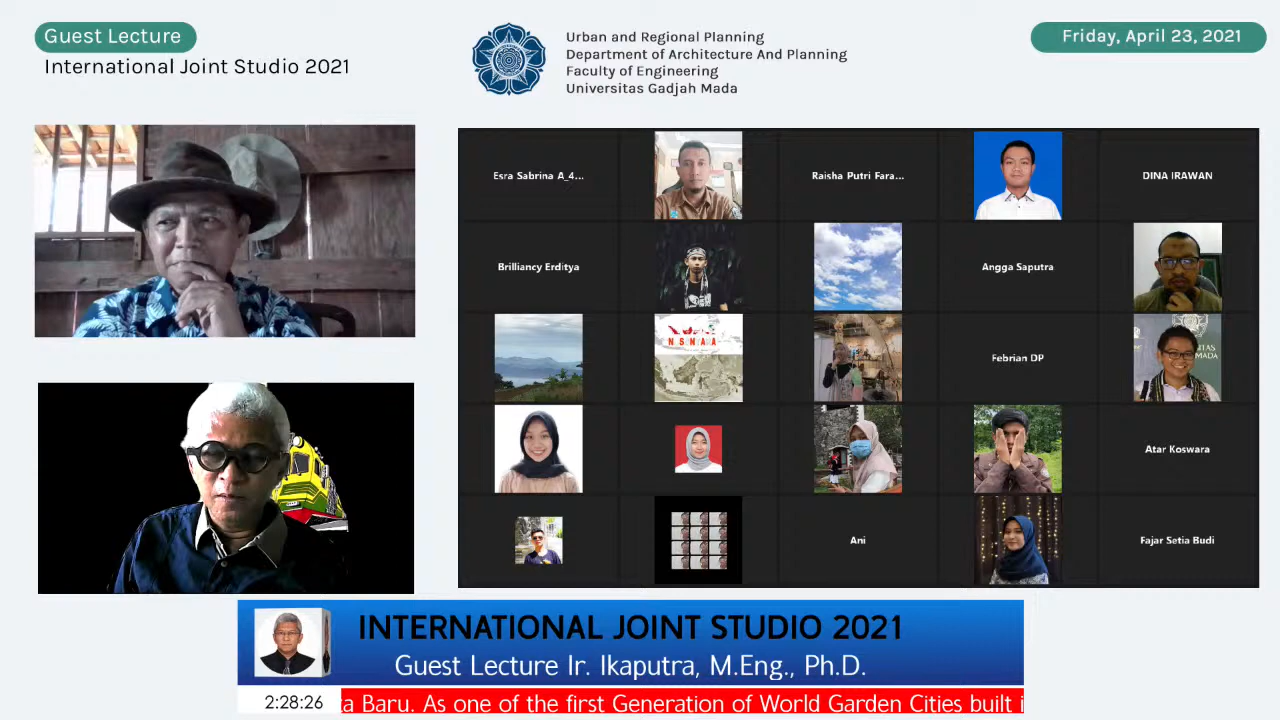 Guest Lecture
International Joint Studio 2021
Urban and Regional Planning
Department of Architecture And Planning
Faculty of Engineering
Universitas Gadjah Mada
Friday, April 23, 2021
Esra Sabrina A_4...
Raisha Putri Fara...
DINA IRAWAN
Brilliancy Erditya
Angga Saputra
Febrian DP
Atar Koswara
Ani
Fajar Setia Budi
INTERNATIONAL JOINT STUDIO 2021
Guest Lecture Ir. Ikaputra, M.Eng., Ph.D.
2:28:26
a Baru. As one of the first Generation of World Garden Cities built i